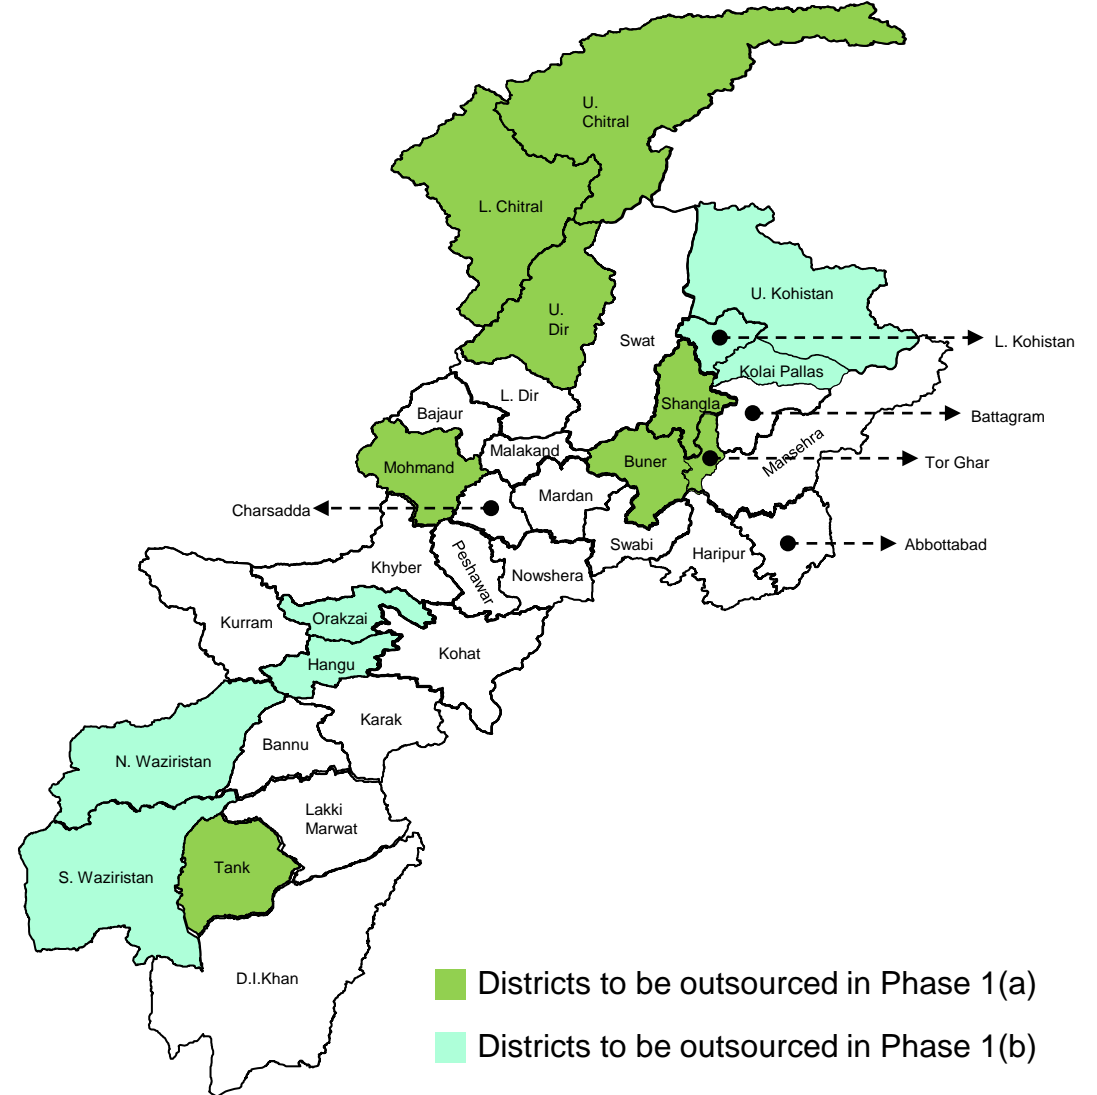 U.
Chitral
L. Chitral
U. Kohistan
U.
Dir
Swat
L. Kohistan
Kolai Pallas
L. Dir
Shangla
Bajaur
Battagram
Mansehra
Malakand
Buner
Tor Ghar
Mohmand
Mardan
Charsadda
Swabi
Haripur
Abbottabad
Khyber
Peshawar
Nowshera
Orakzai
Kurram
Kohat
Hangu
Karak
Bannu
N. Waziristan
Lakki
Marwat
Tank
S. Waziristan
D.I.Khan
Districts to be outsourced in Phase 1(a)
Districts to be outsourced in Phase 1(b)